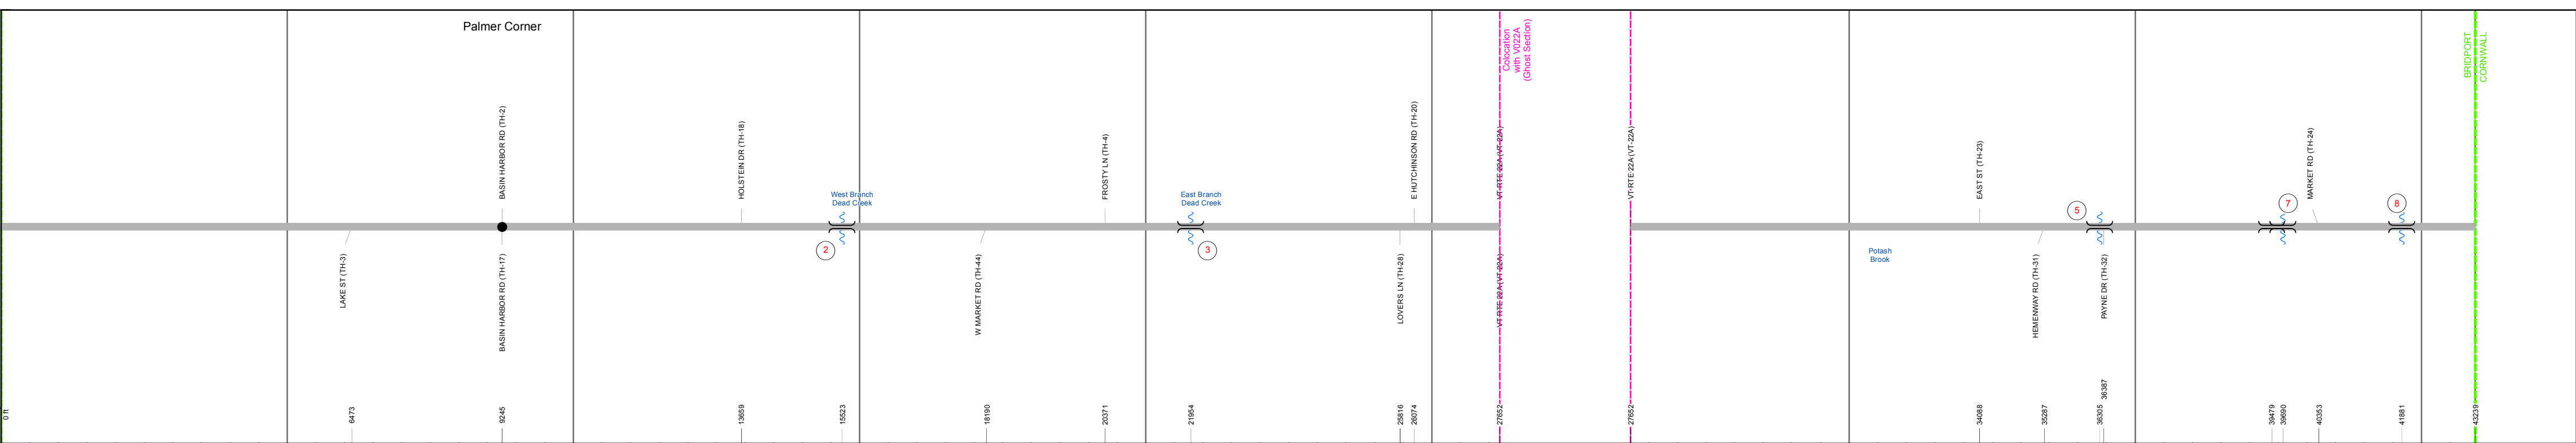 Palmer Corner
Colocation
with V022A
(Ghost Section)
BRIDPORT
CORNWALL
BASIN HARBOR RD (TH-2)
HOLSTEIN DR (TH-18)
FROSTY LN (TH-4)
E HUTCHINSON RD (TH-20)
VT-RTE 22A (VT-22A)
VT-RTE 22A (VT-22A)
EAST ST (TH-23)
MARKET RD (TH-24)
West Branch
Dead Creek
East Branch
Dead Creek
5
7
8
2
3
Potash
Brook
LAKE ST (TH-3)
BASIN HARBOR RD (TH-17)
W MARKET RD (TH-44)
LOVERS LN (TH-28)
VT-RTE 22A (VT-22A)
HEMENWAY RD (TH-31)
PAYNE DR (TH-32)
0 ft
6473
9245
13659
15523
18190
20371
21954
25816
26074
27652
27652
34088
35287
36305
36387
39479
39690
40353
41881
43239